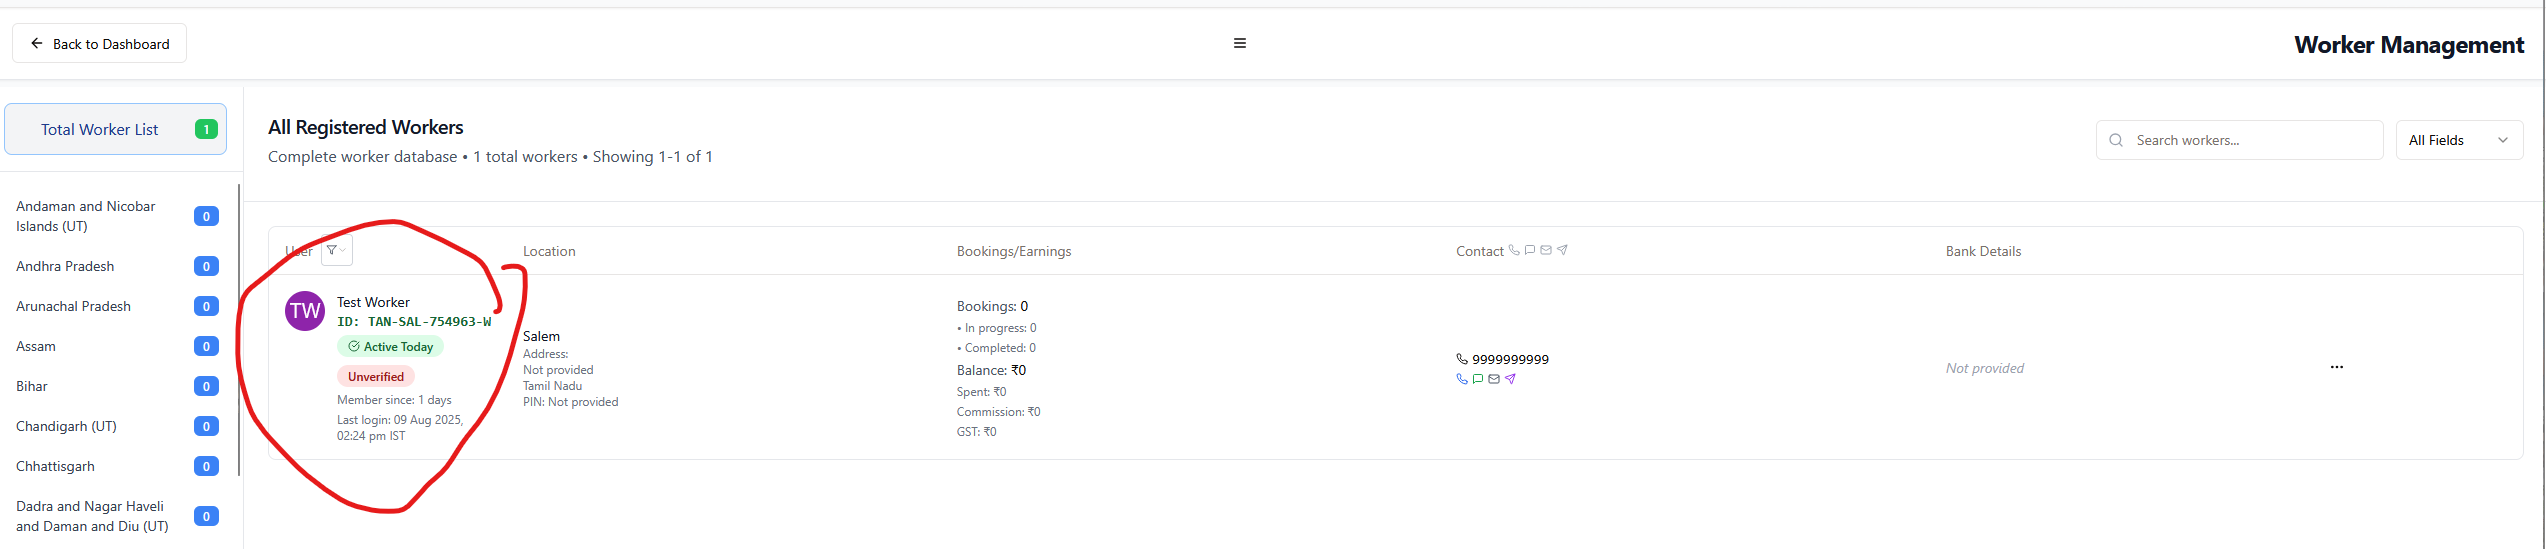 Back to Dashboard
Worker Management
Total Worker List 1
Andaman and Nicobar
Islands (UT) 0
Andhra Pradesh 0
Arunachal Pradesh 0
Assam 0
Bihar 0
Chandigarh (UT) 0
Chhattisgarh 0
Dadra and Nagar Haveli
and Daman and Diu (UT) 0
All Registered Workers
Complete worker database • 1 total workers • Showing 1-1 of 1
Search workers...
All Fields
User
Location
Bookings/Earnings
Contact
Bank Details
TW
Test Worker
ID: TAN-SAL-754963-W
Active Today
Unverified
Member since: 1 days
Last login: 09 Aug 2025,
02:24 pm IST
Salem
Address:
Not provided
Tamil Nadu
PIN: Not provided
Bookings: 0
• In progress: 0
• Completed: 0
Balance: ₹0
Spent: ₹0
Commission: ₹0
GST: ₹0
9999999999
Not provided